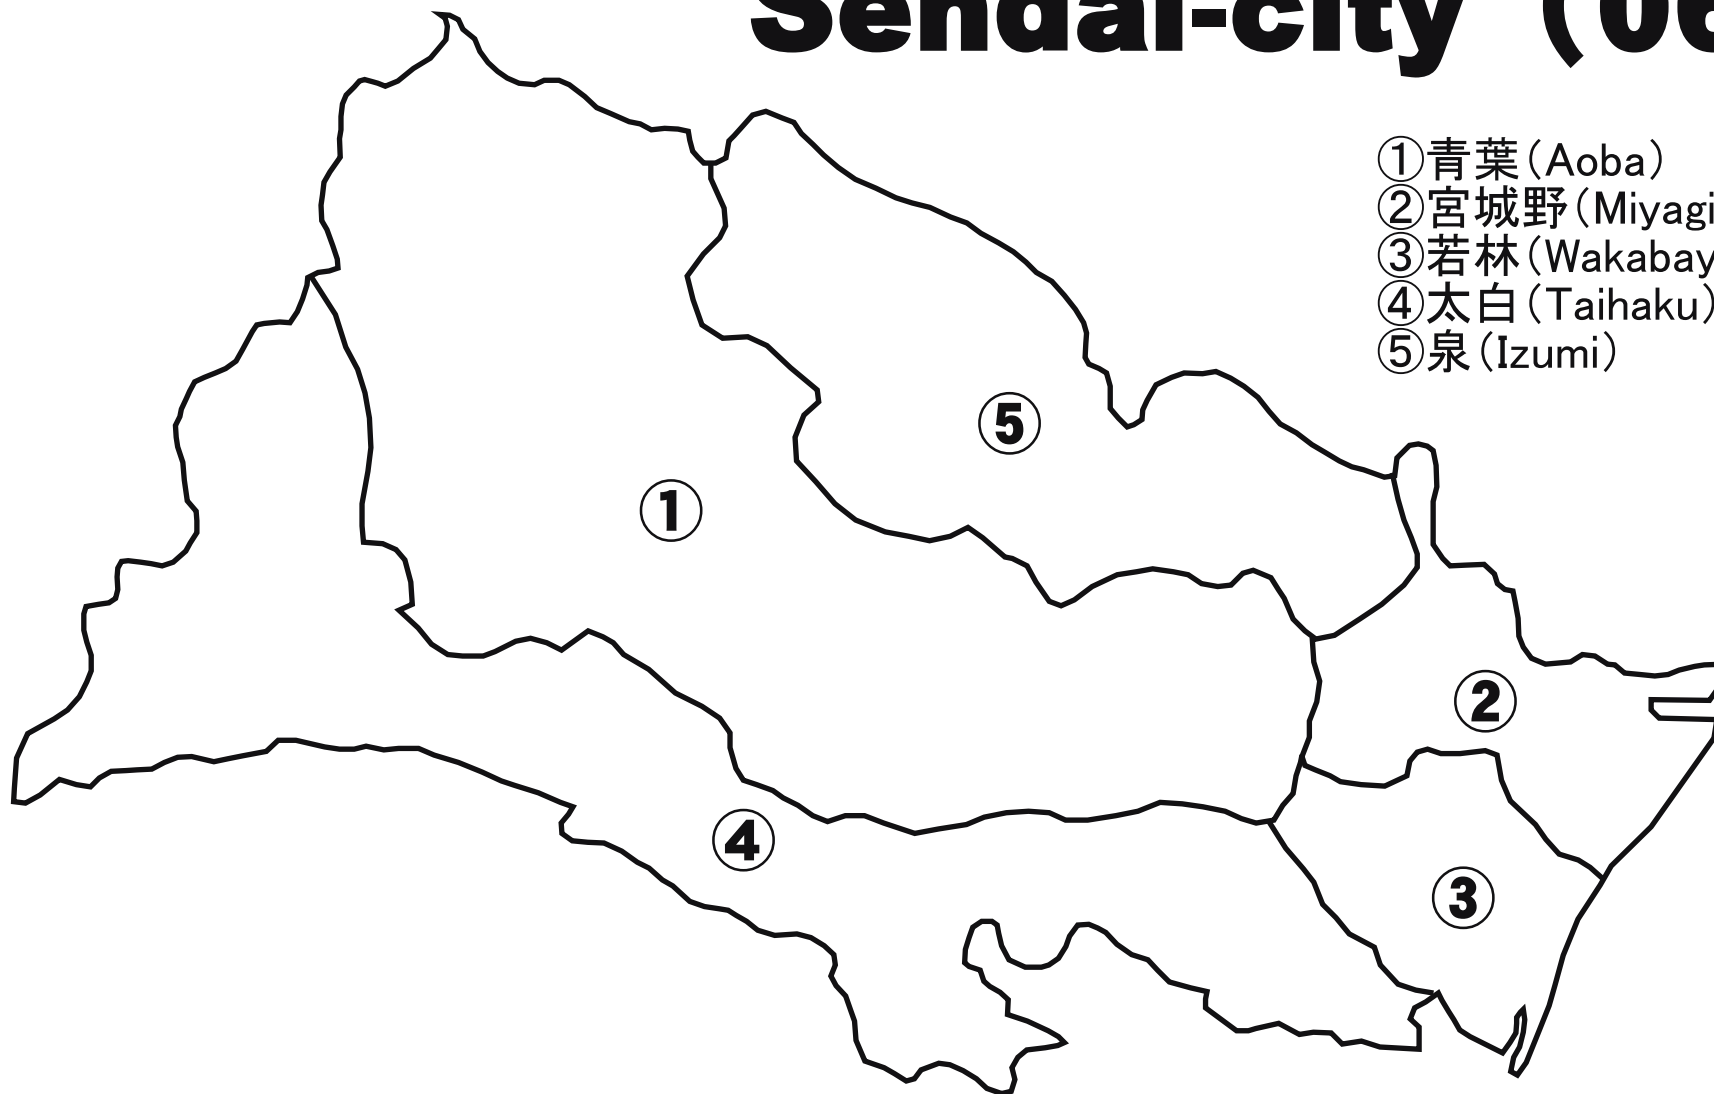 Sendai-city (0
①青葉(Aoba)
②宮城野(Miyagi
③若林(Wakabay
④太白(Taihaku)
⑤泉(Izumi)
⑤
①
②
④
③